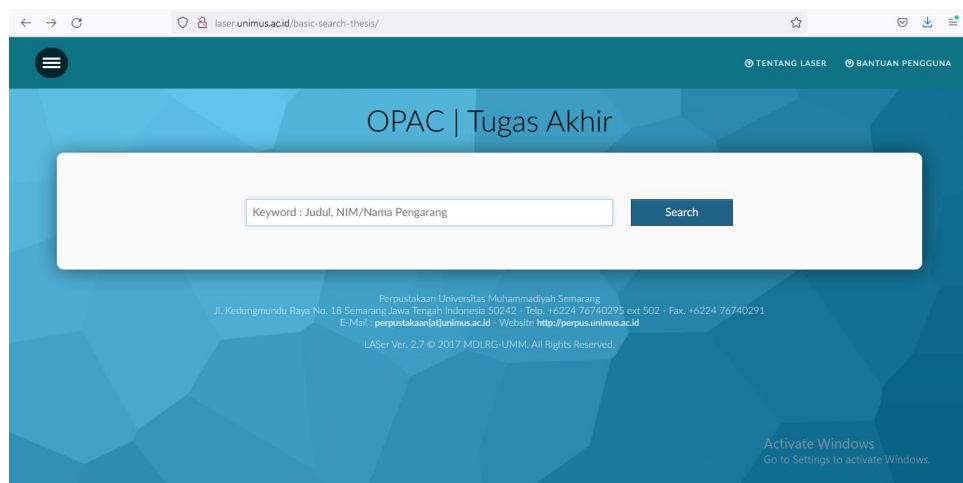 laser.unimus.ac.id/basic-search-thesis/
TENTANG LASER BANTUAN PENGGUNA
OPAC | Tugas Akhir
Keyword : Judul, NIM/Nama Pengarang Search
Perpustakaan Universitas Muhammadiyah Semarang
Jl. Kedungmundu Raya No. 18 Semarang Jawa Tengah Indonesia 50242 - Telp. +6224 76740295 ext 502 - Fax. +6224 76740291
E-Mail : perpustakaan[at]unimus.ac.id - Website http://perpus.unimus.ac.id
LASer Ver. 2.7 © 2017 MDLRG-UMM. All Rights Reserved.
Activate Windows
Go to Settings to activate Windows.